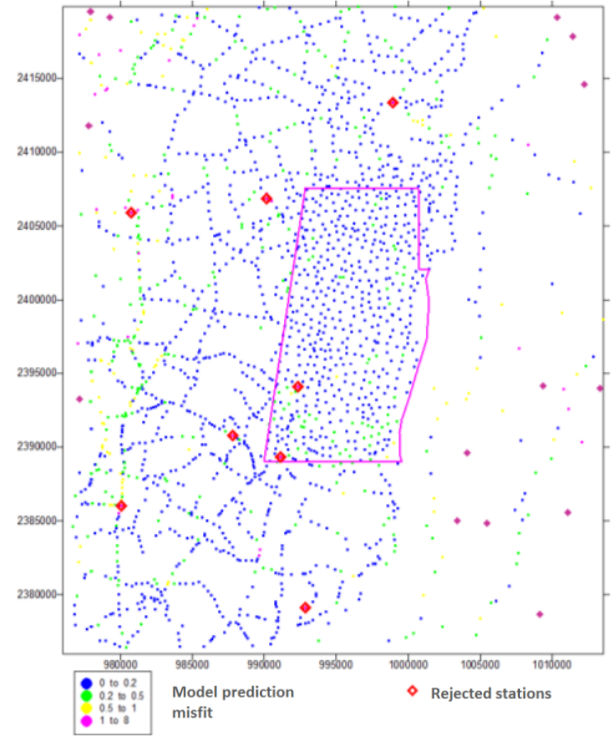 2415000
2410000
2405000
2400000
2395000
2390000
2385000
2380000
980000 985000 990000 995000 1000000 1005000 1010000
0 to 0.2
0.2 to 0.5
0.5 to 1
1 to 8
Model prediction
misfit
Rejected stations